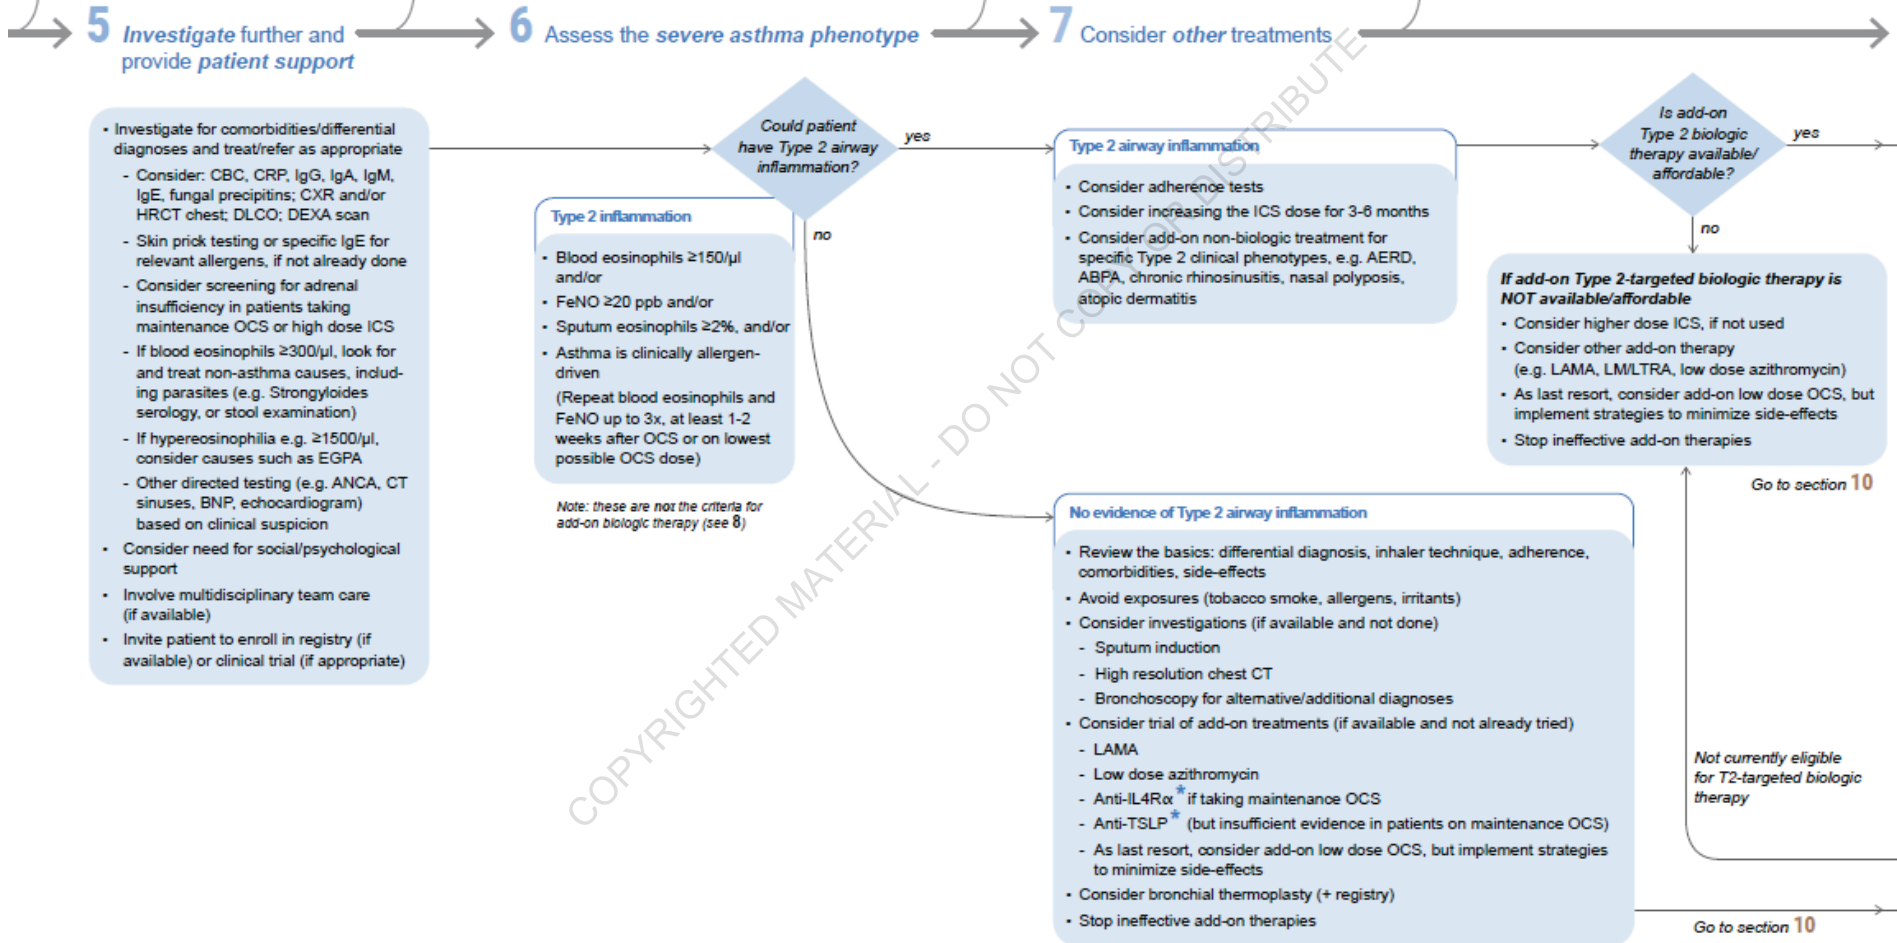 5 Investigate further and
provide patient support
• Investigate for comorbidities/differential
diagnoses and treat/refer as appropriate
- Consider: CBC, CRP, IgG, IgA, IgM,
IgE, fungal precipitins; CXR and/or
HRCT chest; DLCO; DEXA scan
- Skin prick testing or specific IgE for
relevant allergens, if not already done
- Consider screening for adrenal
insufficiency in patients taking
maintenance OCS or high dose ICS
- If blood eosinophils ≥300/μl, look for
and treat non-asthma causes, includ-
ing parasites (e.g. Strongyloides
serology, or stool examination)
- If hypereosinophilia e.g. ≥1500/μl,
consider causes such as EGPA
- Other directed testing (e.g. ANCA, CT
sinuses, BNP, echocardiogram)
based on clinical suspicion
• Consider need for social/psychological
support
• Involve multidisciplinary team care
(if available)
• Invite patient to enroll in registry (if
available) or clinical trial (if appropriate)
6 Assess the severe asthma phenotype
Could patient
have Type 2 airway
inflammation?
yes
no
Type 2 inflammation
• Blood eosinophils ≥150/μl
and/or
• FeNO ≥20 ppb and/or
• Sputum eosinophils ≥2%, and/or
• Asthma is clinically allergen-
driven
(Repeat blood eosinophils and
FeNO up to 3x, at least 1-2
weeks after OCS or on lowest
possible OCS dose)
Note: these are not the criteria for
add-on biologic therapy (see 8)
7 Consider other treatments
Type 2 airway inflammation
• Consider adherence tests
• Consider increasing the ICS dose for 3-6 months
• Consider add-on non-biologic treatment for
specific Type 2 clinical phenotypes, e.g. AERD,
ABPA, chronic rhinosinusitis, nasal polyposis,
atopic dermatitis
Is add-on
Type 2 biologic
therapy available/
affordable?
yes
no
If add-on Type 2-targeted biologic therapy is
NOT available/affordable
• Consider higher dose ICS, if not used
• Consider other add-on therapy
(e.g. LAMA, LM/LTRA, low dose azithromycin)
• As last resort, consider add-on low dose OCS, but
implement strategies to minimize side-effects
• Stop ineffective add-on therapies
Go to section 10
No evidence of Type 2 airway inflammation
• Review the basics: differential diagnosis, inhaler technique, adherence,
comorbidities, side-effects
• Avoid exposures (tobacco smoke, allergens, irritants)
• Consider investigations (if available and not done)
- Sputum induction
- High resolution chest CT
- Bronchoscopy for alternative/additional diagnoses
• Consider trial of add-on treatments (if available and not already tried)
- LAMA
- Low dose azithromycin
- Anti-IL4Rα* if taking maintenance OCS
- Anti-TSLP* (but insufficient evidence in patients on maintenance OCS)
- As last resort, consider add-on low dose OCS, but implement strategies
to minimize side-effects
• Consider bronchial thermoplasty (+ registry)
• Stop ineffective add-on therapies
Not currently eligible
for T2-targeted biologic
therapy
Go to section 10
COPYRIGHTED MATERIAL - DO NOT COPY OR DISTRIBUTE